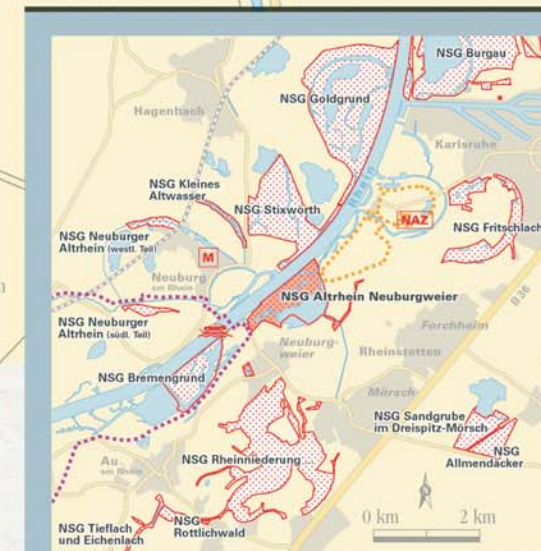 NSG Burgau
NSG Goldgrund
Hagenbach
Karlsruhe
Rhein
NSG Kleines
Altwasser
NSG Stixwörth
NAZ
NSG Fritschlach
NSG Neuburger
Altrhein (westl. Teil)
M
Neuburg
am Rhein
NSG Altrhein Neuburgweier
B36
NSG Neuburger
Altrhein (südl. Teil)
Forchheim
Neuburg-
weier
Rheinstetten
NSG Bremengrund
Mörsch
NSG Sandgrube
im Dreispitz-Mörsch
NSG
Allmendäcker
Au
am Rhein
NSG Rheinniederung
0 km 2 km
NSG Tieflach
und Eichenlach
NSG
Rottlichwald